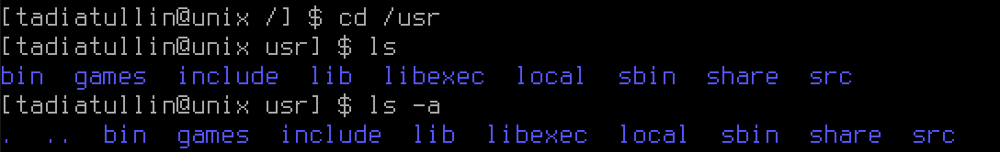 [tadiatullin@unix /] $ cd /usr
[tadiatullin@unix usr] $ ls
bin  games  include  lib  libexec  local  sbin  share  src
[tadiatullin@unix usr] $ ls -a
.  ..  bin  games  include  lib  libexec  local  sbin  share  src